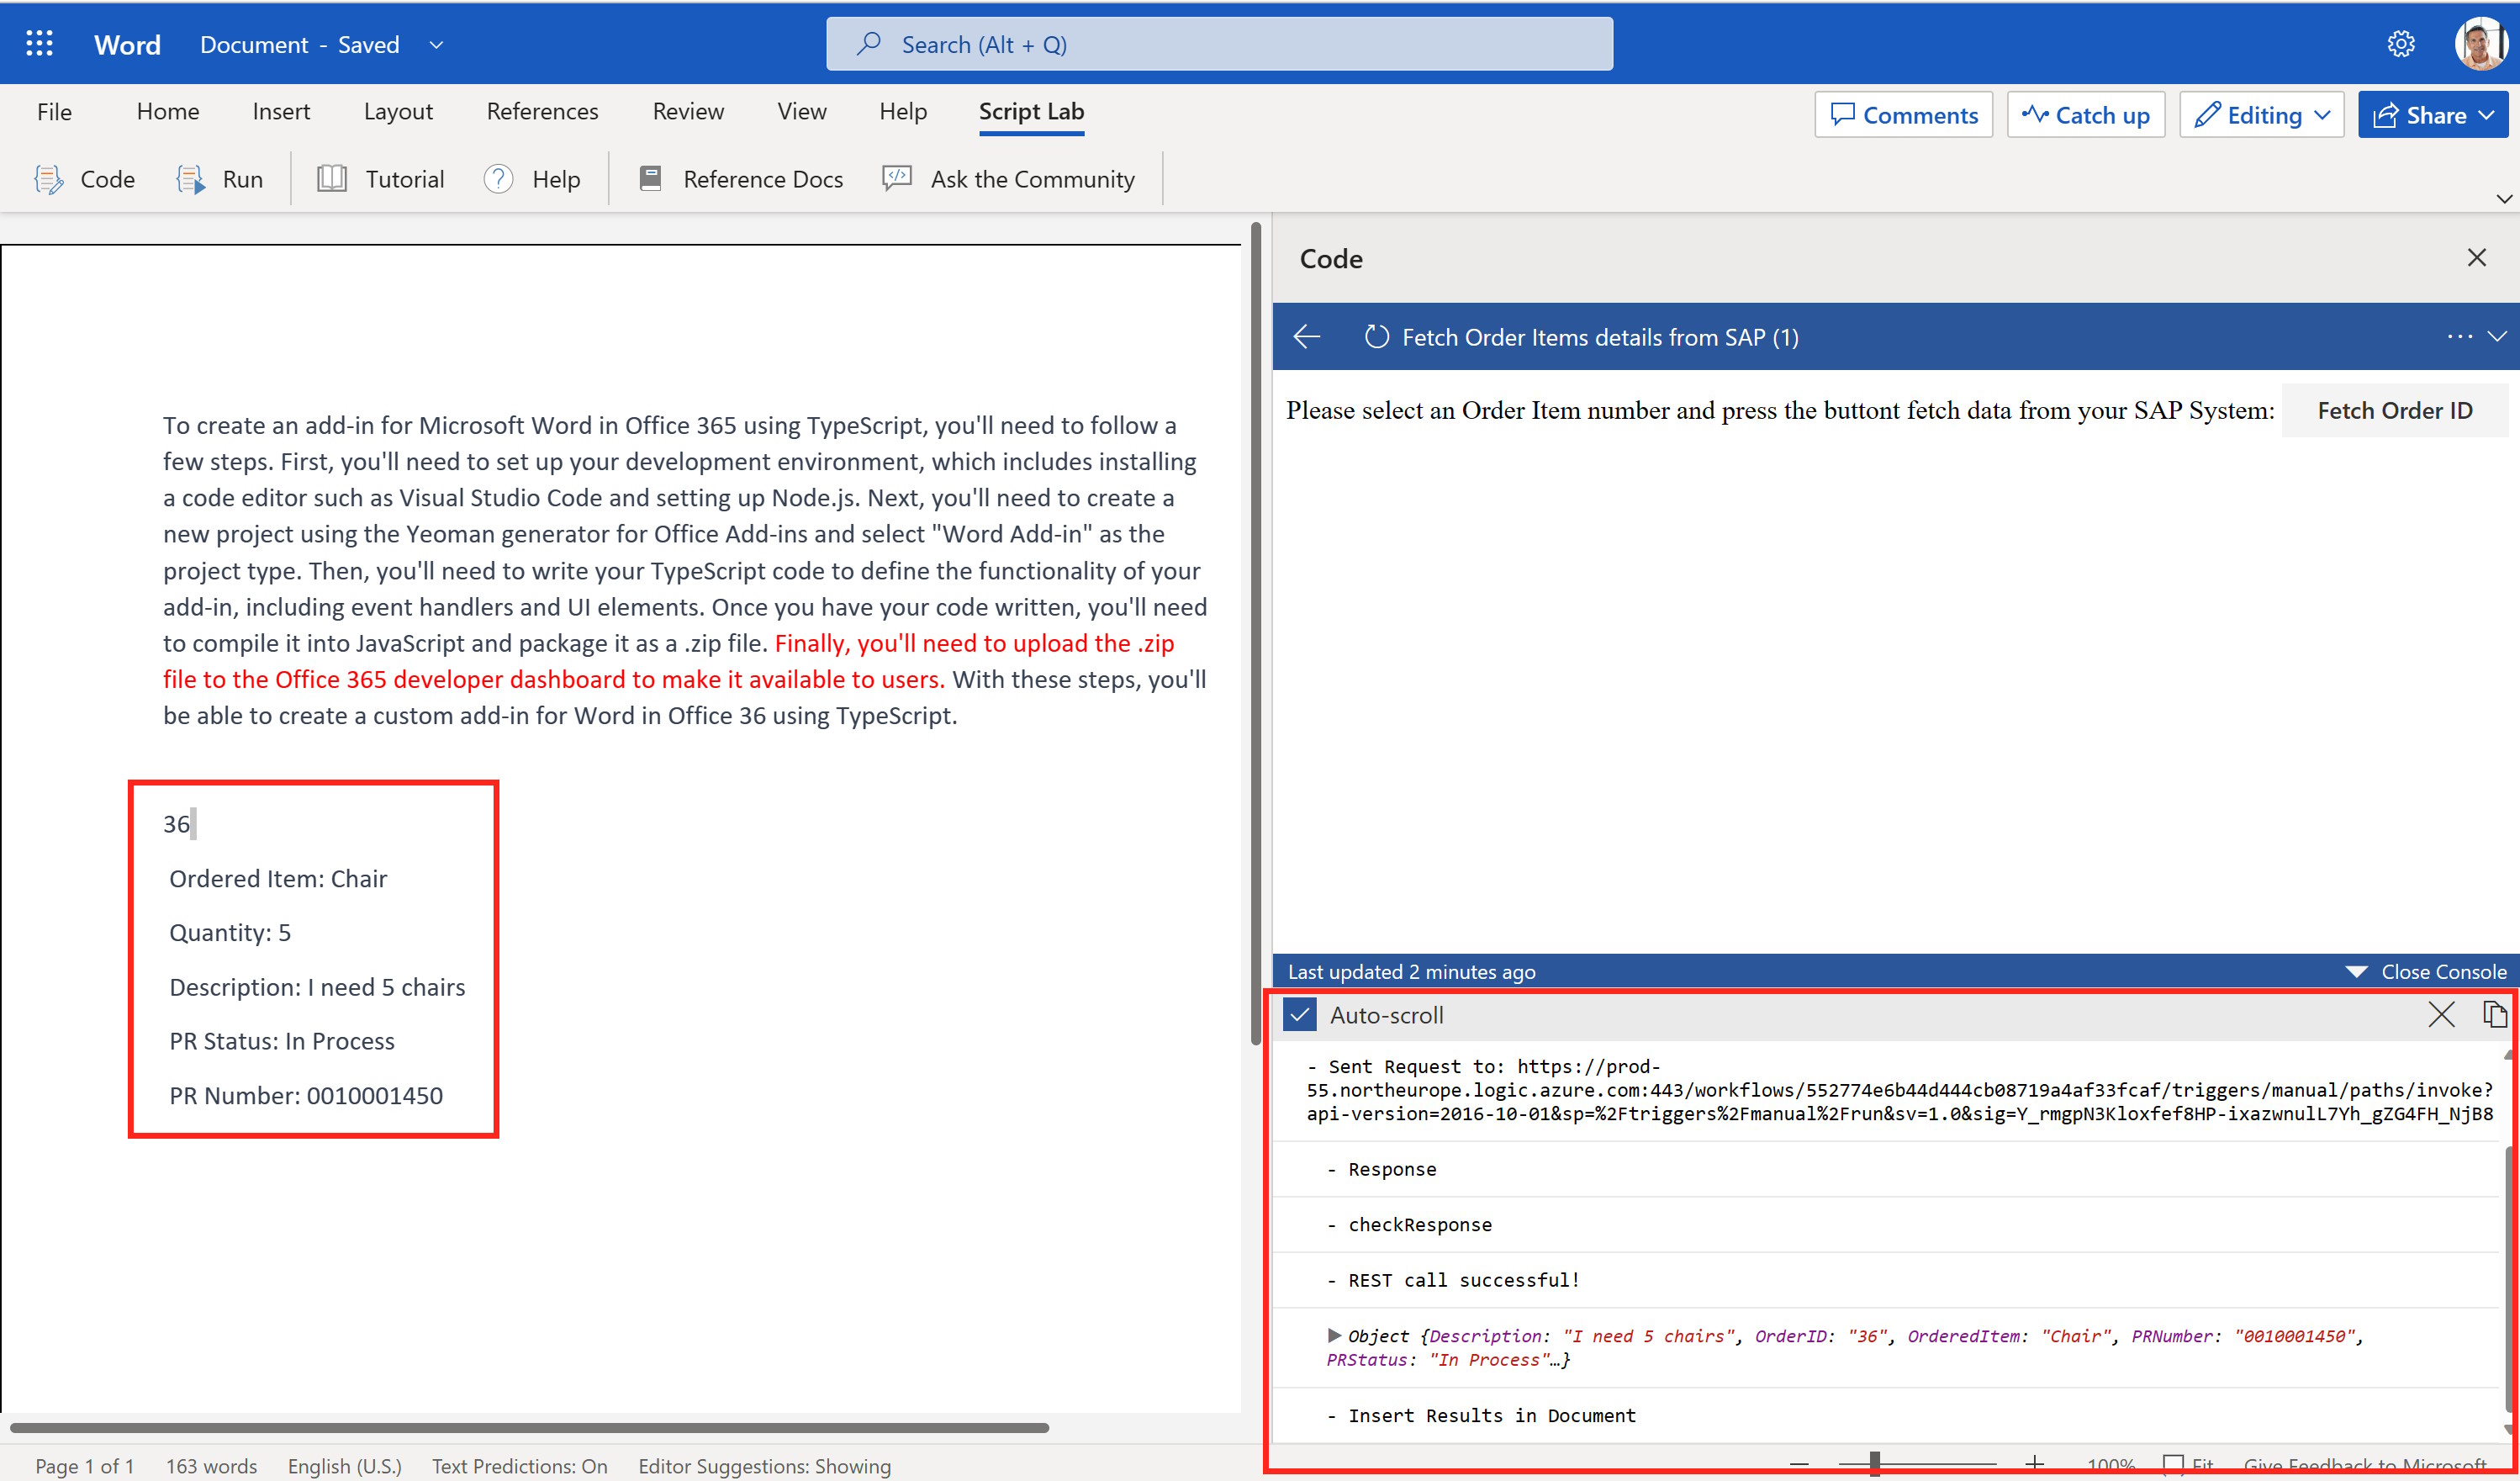 Word Document - Saved
Search (Alt + Q)
File Home Insert Layout References Review View Help Script Lab
Comments Catch up Editing Share
Code Run Tutorial Help Reference Docs Ask the Community
To create an add-in for Microsoft Word in Office 365 using TypeScript, you'll need to follow a
few steps. First, you'll need to set up your development environment, which includes installing
a code editor such as Visual Studio Code and setting up Node.js. Next, you'll need to create a
new project using the Yeoman generator for Office Add-ins and select "Word Add-in" as the
project type. Then, you'll need to write your TypeScript code to define the functionality of your
add-in, including event handlers and UI elements. Once you have your code written, you'll need
to compile it into JavaScript and package it as a .zip file. Finally, you'll need to upload the .zip
file to the Office 365 developer dashboard to make it available to users. With these steps, you'll
be able to create a custom add-in for Word in Office 36 using TypeScript.
36
Ordered Item: Chair
Quantity: 5
Description: I need 5 chairs
PR Status: In Process
PR Number: 0010001450
Code
Fetch Order Items details from SAP (1)
Please select an Order Item number and press the buttont fetch data from your SAP System: Fetch Order ID
Last updated 2 minutes ago Close Console
Auto-scroll
- Sent Request to: https://prod-
55.northeurope.logic.azure.com:443/workflows/552774e6b44d444cb08719a4af33fcaf/triggers/manual/paths/invoke?
api-version=2016-10-01&sp=%2Ftriggers%2Fmanual%2Frun&sv=1.0&sig=Y_rmgpN3Kloxfef8HP-ixazwnulL7Yh_gZG4FH_NjB8
- Response
- checkResponse
- REST call successful!
Object {Description: "I need 5 chairs", OrderID: "36", OrderedItem: "Chair", PRNumber: "0010001450",
PRStatus: "In Process"…}
- Insert Results in Document
Page 1 of 1 163 words English (U.S.) Text Predictions: On Editor Suggestions: Showing
100% Fit Give Feedback to Microsoft